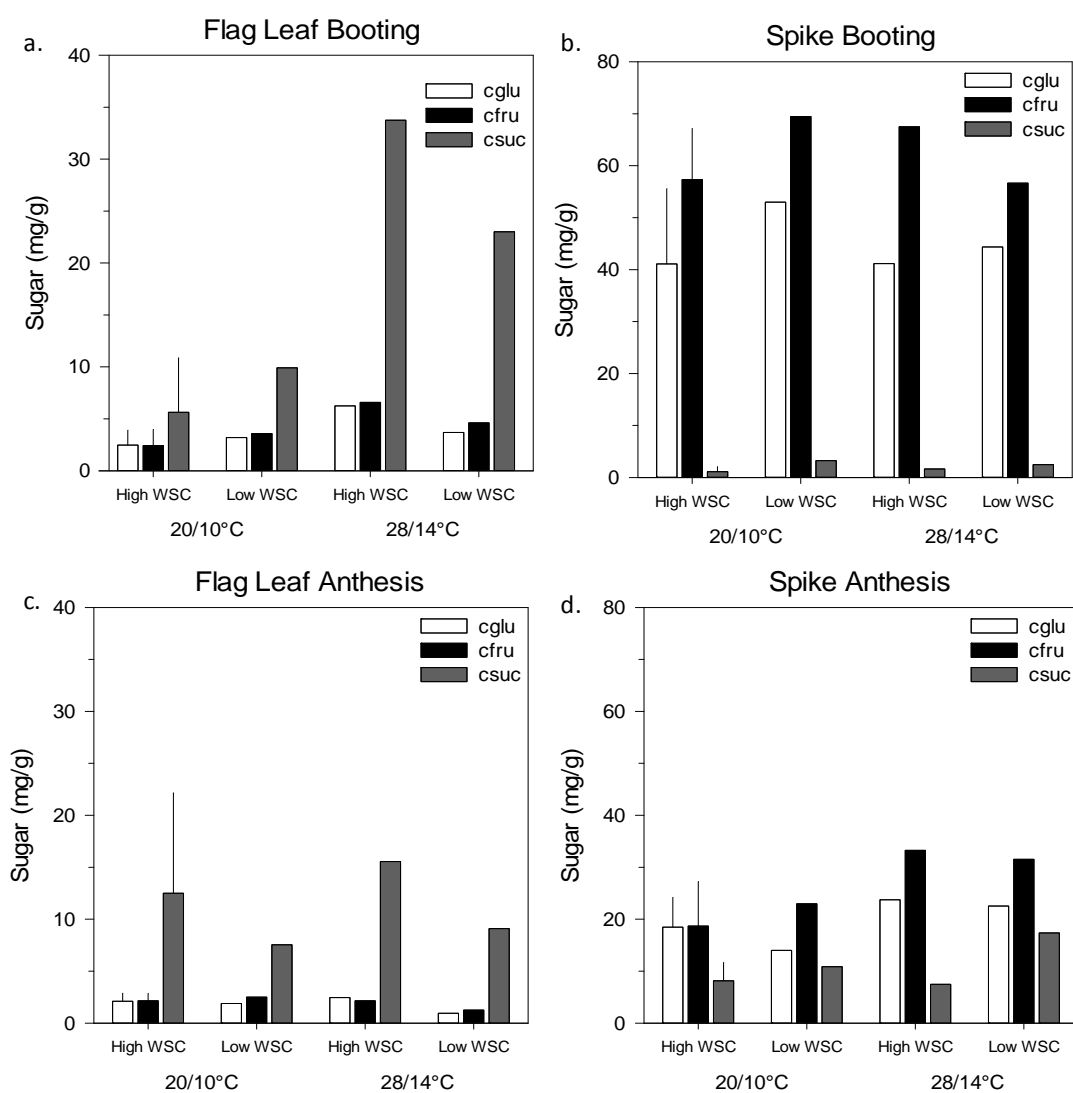 a.
Flag Leaf Booting
40
30
20
10
0
Sugar (mg/g)
cglu
cfru
csuc
High WSC Low WSC High WSC Low WSC
20/10°C 28/14°C
b.
Spike Booting
80
60
40
20
0
Sugar (mg/g)
cglu
cfru
csuc
High WSC Low WSC High WSC Low WSC
20/10°C 28/14°C
c.
Flag Leaf Anthesis
40
30
20
10
0
Sugar (mg/g)
cglu
cfru
csuc
High WSC Low WSC High WSC Low WSC
20/10°C 28/14°C
d.
Spike Anthesis
80
60
40
20
0
Sugar (mg/g)
cglu
cfru
csuc
High WSC Low WSC High WSC Low WSC
20/10°C 28/14°C